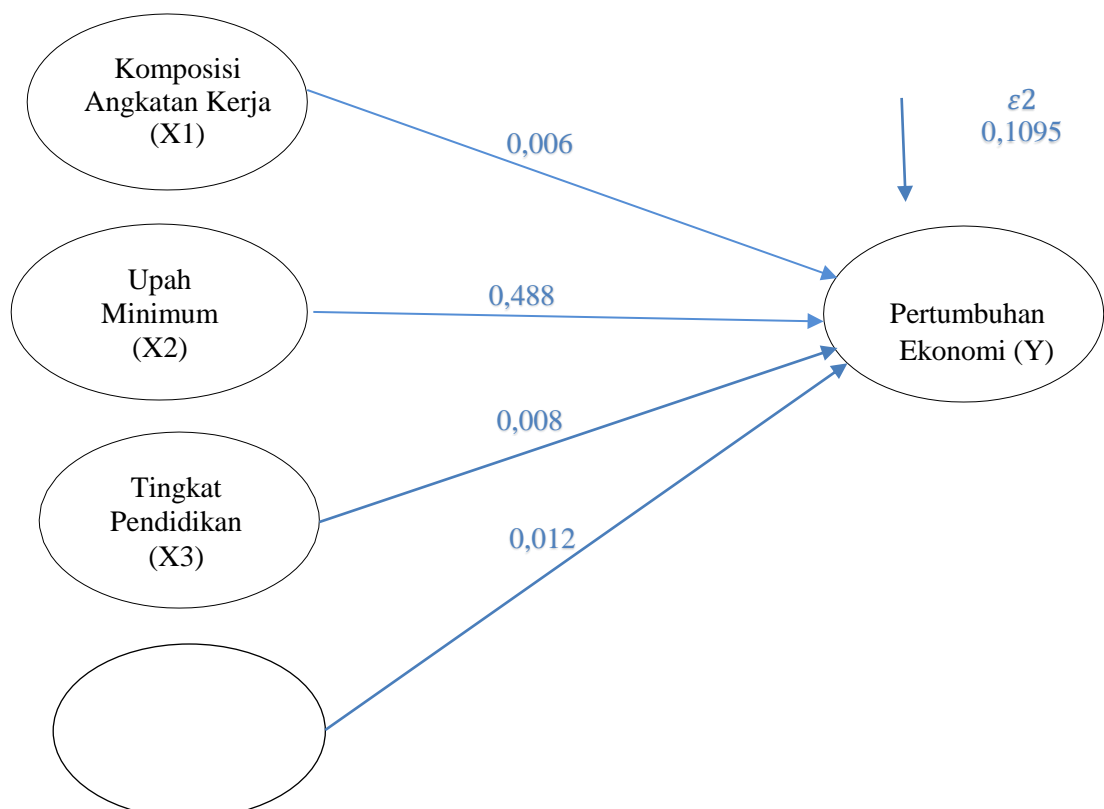 Komposisi
Angkatan Kerja
(X1)
0,006
ε2
0,1095
Upah
Minimum
(X2)
0,488
Pertumbuhan
Ekonomi (Y)
0,008
Tingkat
Pendidikan
(X3)
0,012